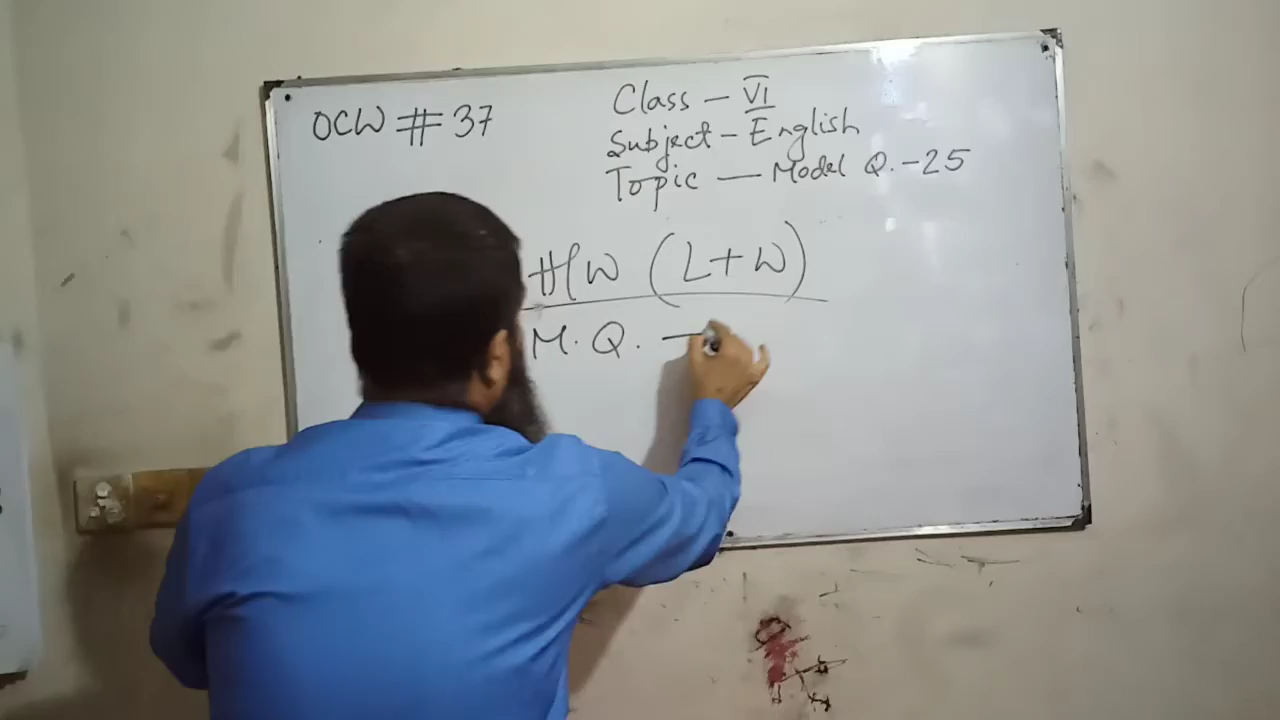 OCW # 37
Class - VI
Subject - English
Topic - Model Q. - 25
H/W (L+W)
M. Q. -